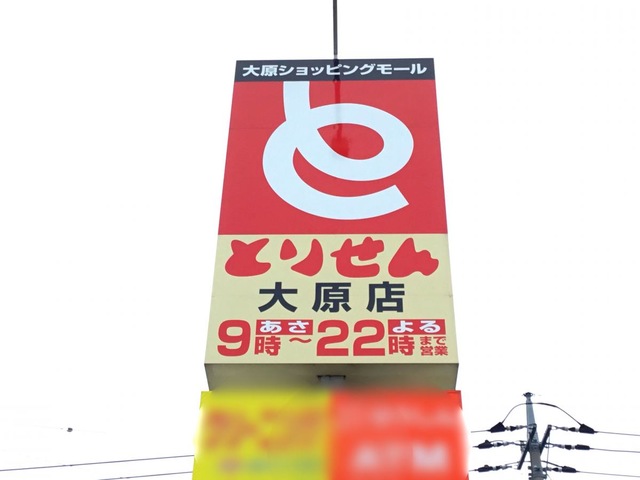 大原ショッピングモール
とりせん
大原店
あさ よる
9時～22時まで営業